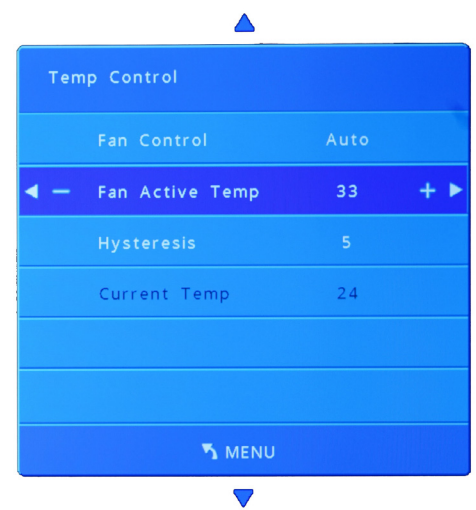 Temp Control
Fan Control Auto
Fan Active Temp 33
Hysteresis 5
Current Temp 24
MENU